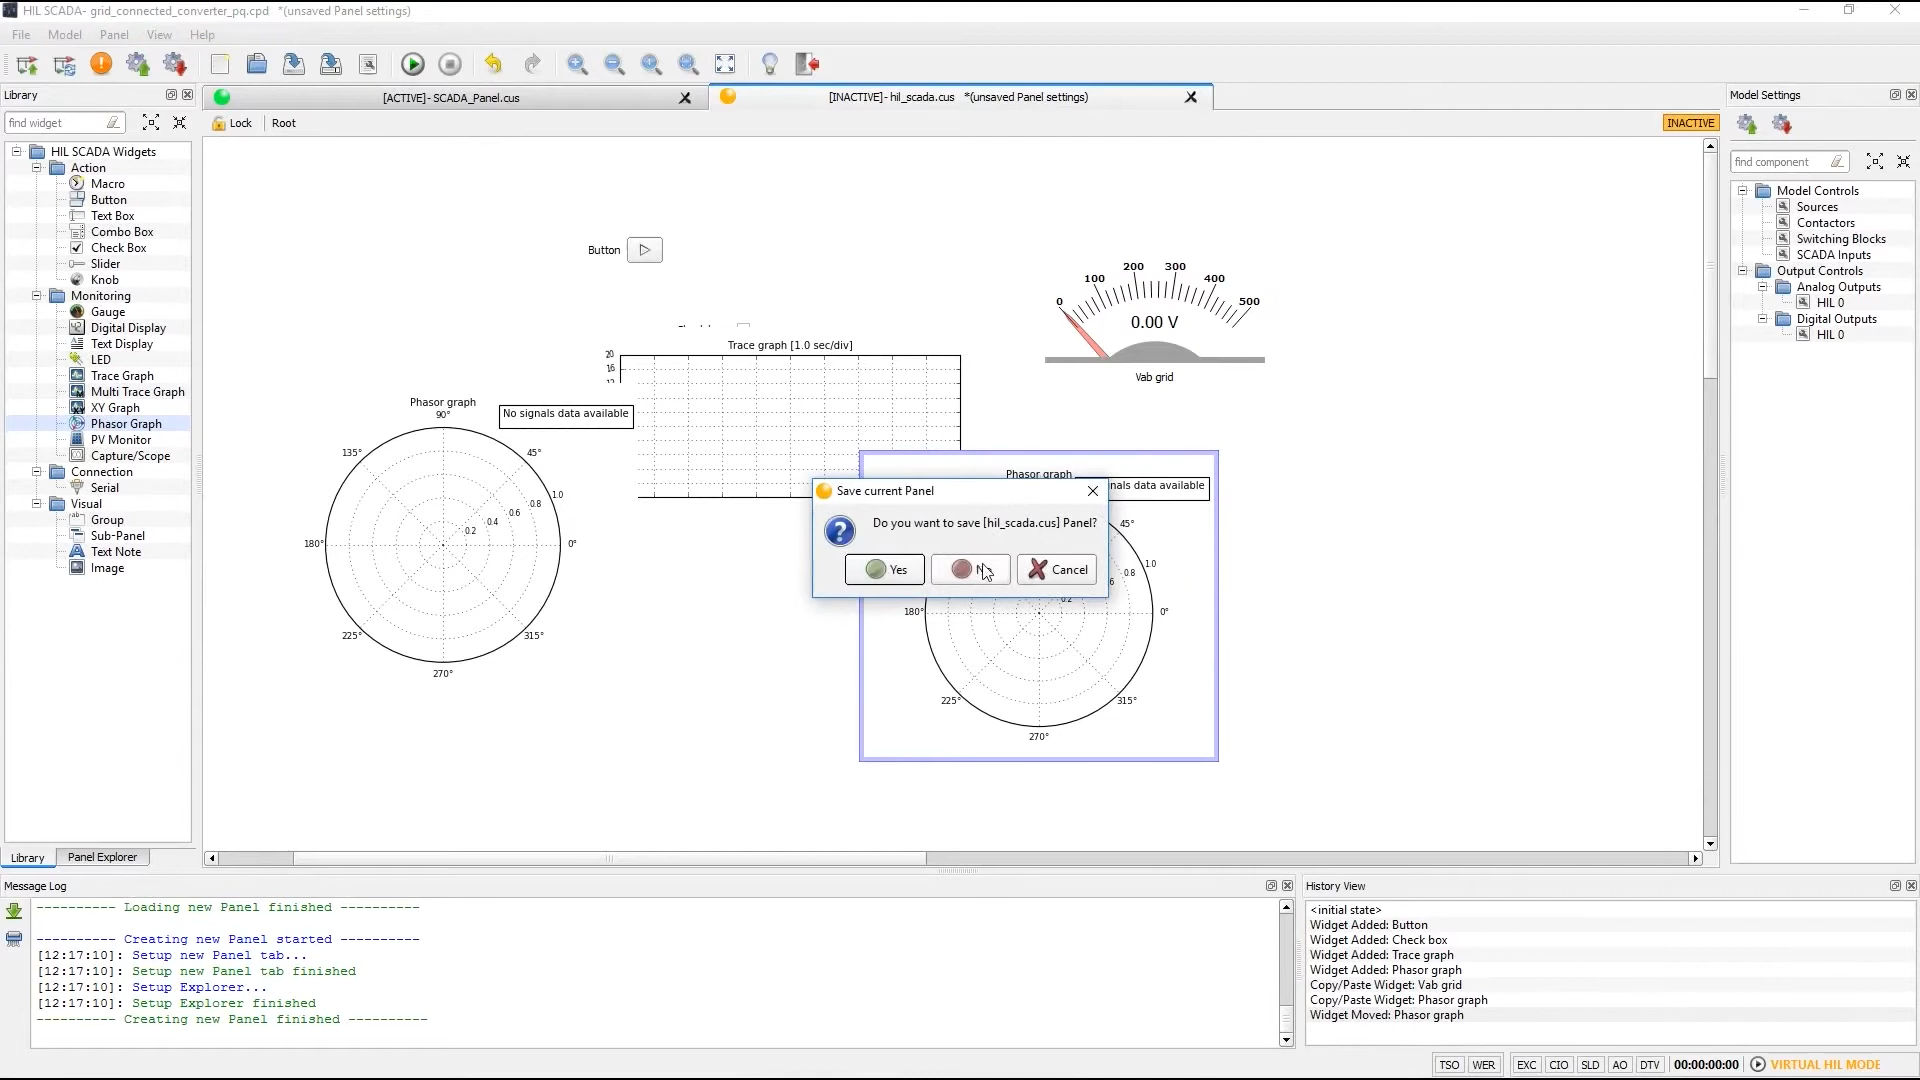 HIL SCADA- grid_connected_converter_pq.cpd   *(unsaved Panel settings)
File   Model   Panel   View   Help
Library
[ACTIVE]- SCADA_Panel.cus
[INACTIVE]- hil_scada.cus   *(unsaved Panel settings)
Model Settings
find widget
Lock
Root
INACTIVE
HIL SCADA Widgets
Action
Macro
Button
Text Box
Combo Box
Check Box
Slider
Knob
Monitoring
Gauge
Digital Display
Text Display
LED
Trace Graph
Multi Trace Graph
XY Graph
Phasor Graph
PV Monitor
Capture/Scope
Connection
Serial
Visual
Group
Sub-Panel
Text Note
Image
Library
Panel Explorer
Button
0 100 200 300 400 500
0.00 V
Vab grid
Trace graph [1.0 sec/div]
20
16
Phasor graph
90°
No signals data available
135°
45°
1.0
0.8
0.6
0.4
0.2
180°
0°
225°
315°
270°
Phasor graph
nals data available
45°
1.0
0.8
6
0.2
180°
0°
225°
315°
270°
Save current Panel
Do you want to save [hil_scada.cus] Panel?
Yes
Cancel
find component
Model Controls
Sources
Contactors
Switching Blocks
SCADA Inputs
Output Controls
Analog Outputs
HIL 0
Digital Outputs
HIL 0
Message Log
---------- Loading new Panel finished ----------
---------- Creating new Panel started ----------
[12:17:10]: Setup new Panel tab...
[12:17:10]: Setup new Panel tab finished
[12:17:10]: Setup Explorer...
[12:17:10]: Setup Explorer finished
---------- Creating new Panel finished ----------
History View
<initial state>
Widget Added: Button
Widget Added: Check box
Widget Added: Trace graph
Widget Added: Phasor graph
Copy/Paste Widget: Vab grid
Copy/Paste Widget: Phasor graph
Widget Moved: Phasor graph
TSO WER EXC CIO SLD AO DTV 00:00:00:00 VIRTUAL HIL MODE